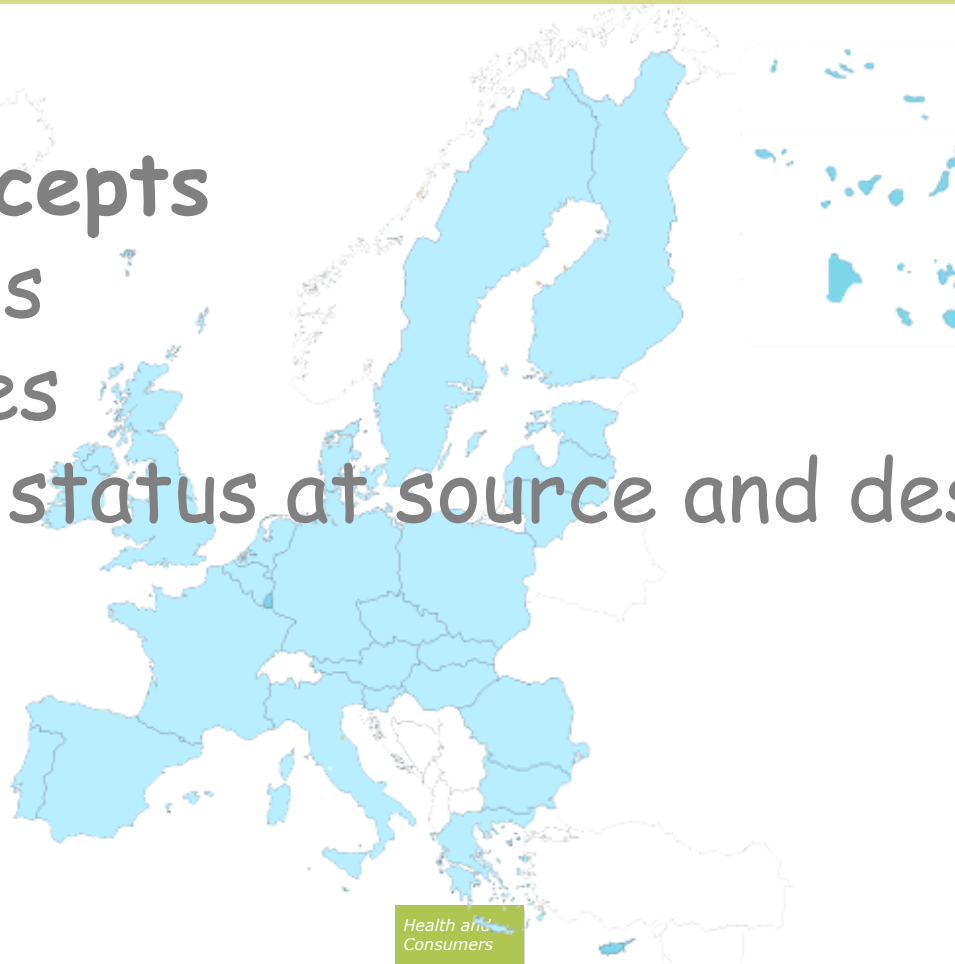 cepts
s
es
status at source and des
Health and
Consumers